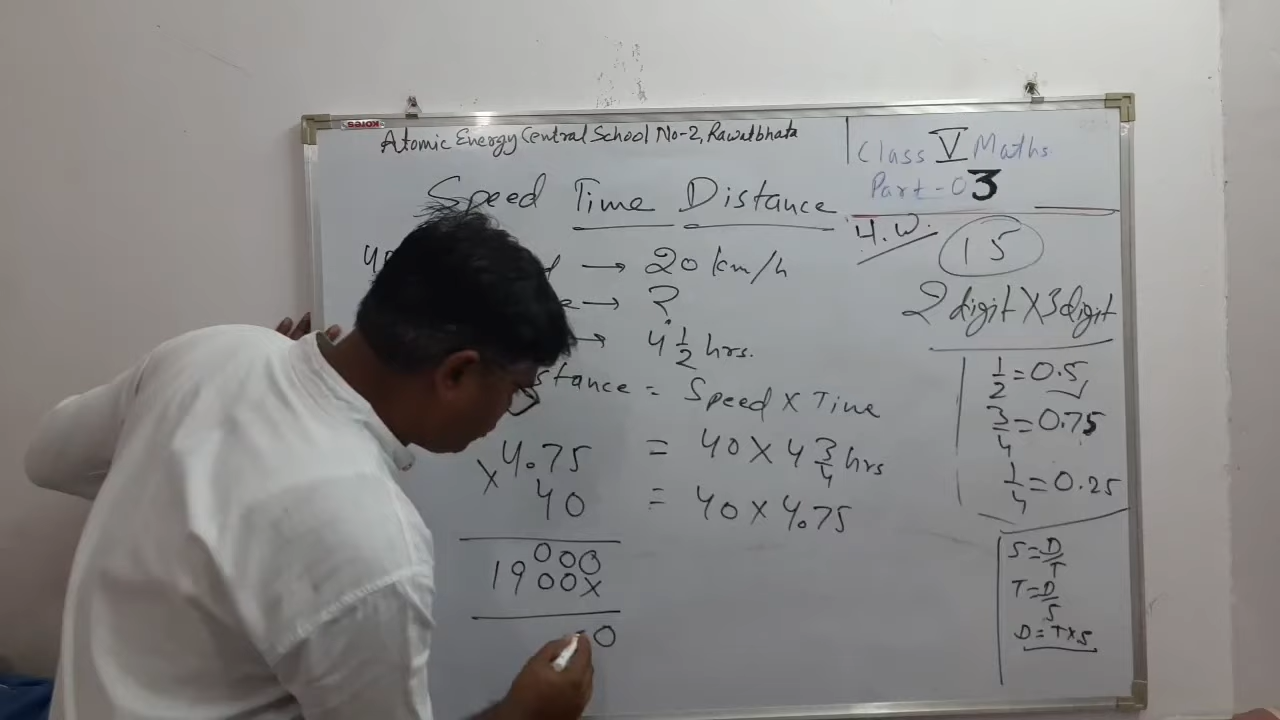 Kores
Atomic Energy Central School No-2, Rawatbhata
Class V Maths
Part-03
Speed Time Distance
H.W.
15
→ 20 km/h
→ ?
→ 4 1/2 hrs.
2 digit X 3 digit
1/2 = 0.5
3/4 = 0.75
1/4 = 0.25
stance = Speed X Time
= 40 X 4 3/4 hrs
= 40 X 4.75
4.75
X 40
000
1900X
0
S = D/T
T = D/S
D = T X S